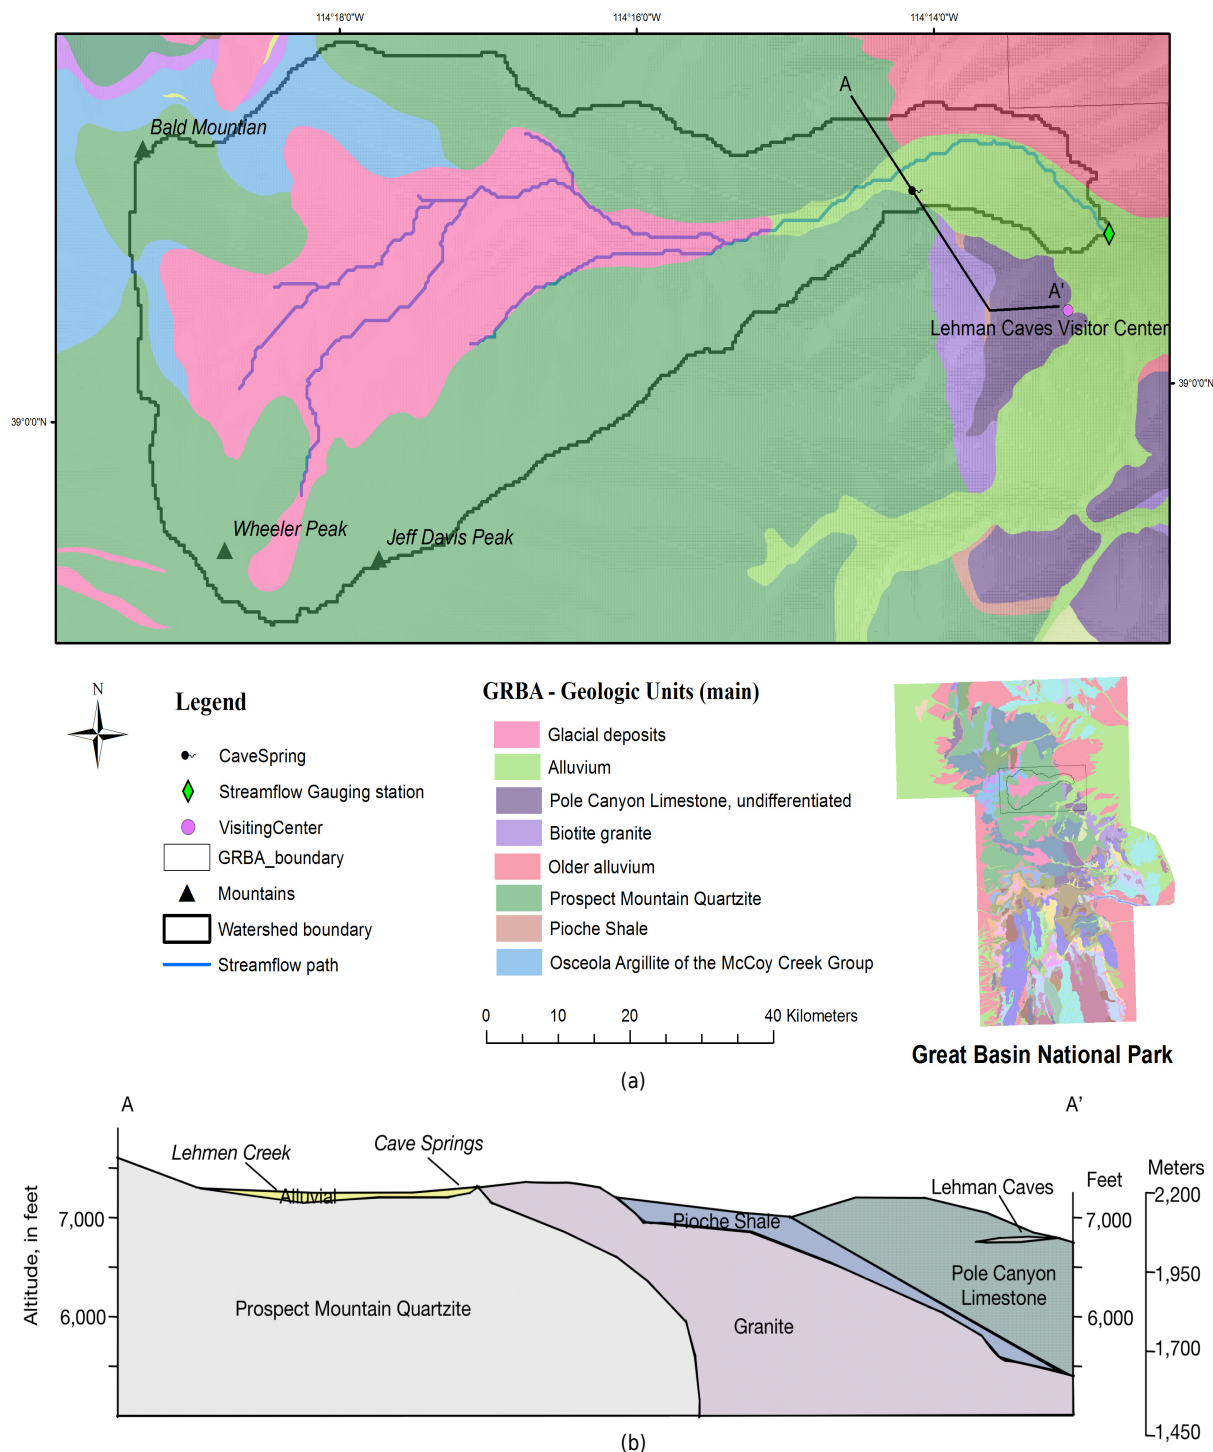 114°18'0"W
114°16'0"W
114°14'0"W
A
Bald Mountian
A'
Lehman Caves Visitor Center
39°0'0"N
39°0'0"N
Wheeler Peak
Jeff Davis Peak
N
Legend
CaveSpring
Streamflow Gauging station
VisitingCenter
GRBA_boundary
Mountains
Watershed boundary
Streamflow path
GRBA - Geologic Units (main)
Glacial deposits
Alluvium
Pole Canyon Limestone, undifferentiated
Biotite granite
Older alluvium
Prospect Mountain Quartzite
Pioche Shale
Osceola Argillite of the McCoy Creek Group
0 10 20 40 Kilometers
Great Basin National Park
(a)
A
A’
Lehmen Creek
Cave Springs
Alluvial
Pioche Shale
Lehman Caves
Feet
Meters
7,000
7,000
2,200
Altitude, in feet
Pole Canyon
Limestone
1,950
Prospect Mountain Quartzite
Granite
6,000
6,000
1,700
1,450
(b)